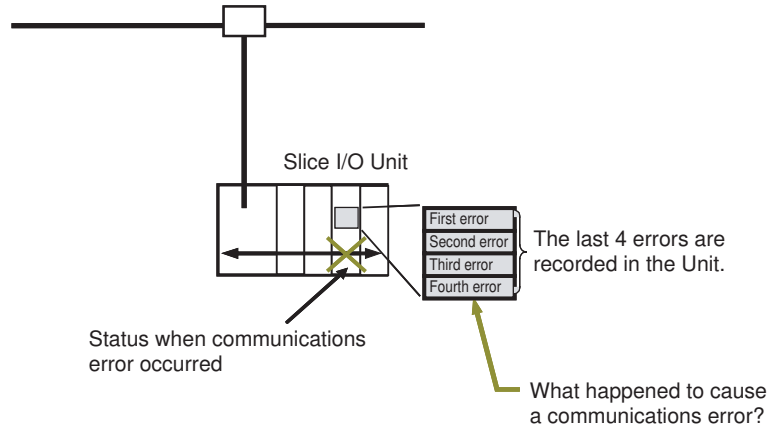 Slice I/O Unit
First error
Second error
Third error
Fourth error
The last 4 errors are
recorded in the Unit.
Status when communications
error occurred
What happened to cause
a communications error?